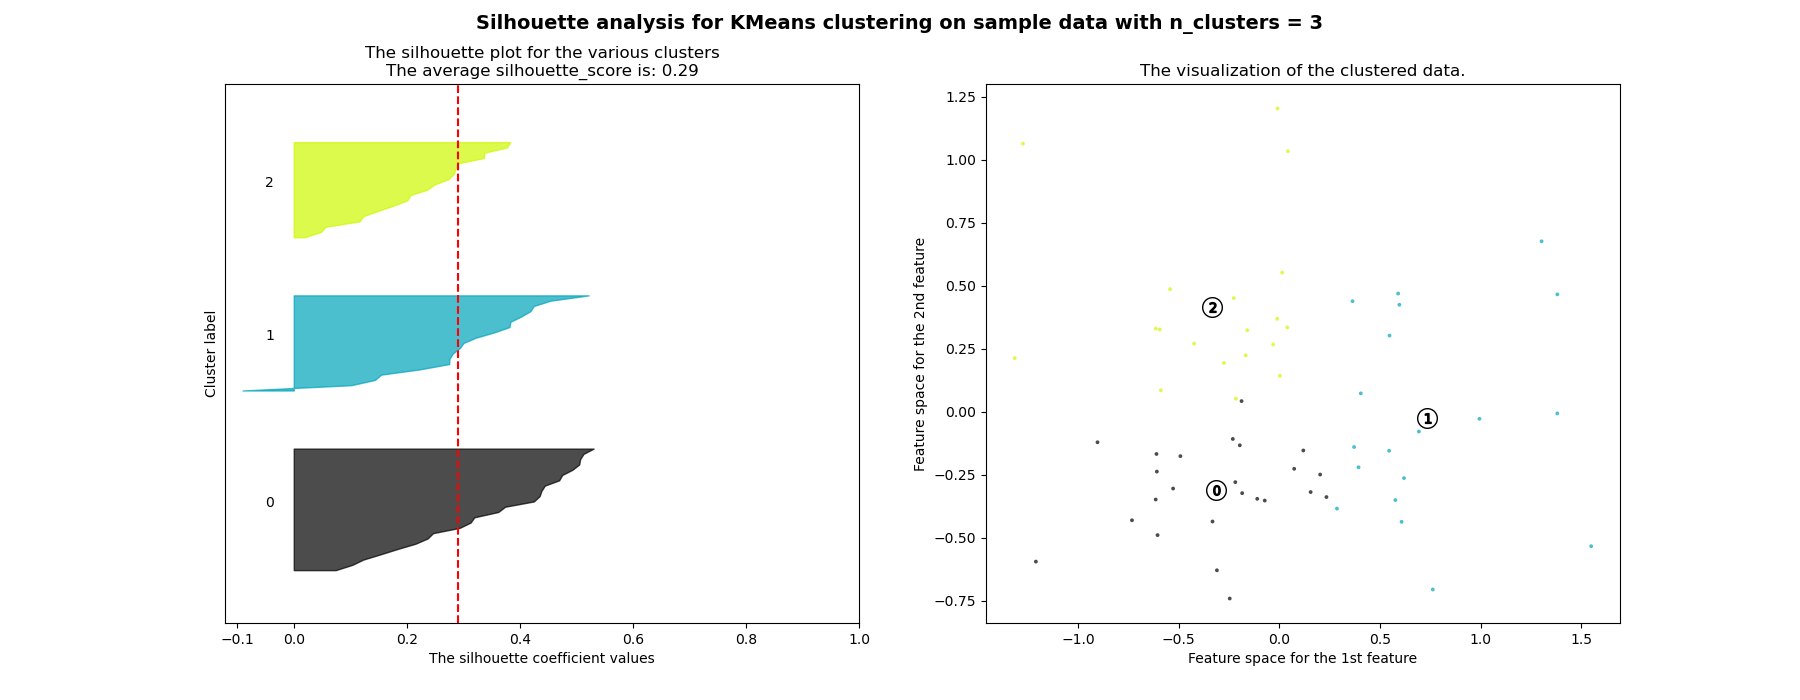 Silhouette analysis for KMeans clustering on sample data with n_clusters = 3
The silhouette plot for the various clusters
The average silhouette_score is: 0.29
2
1
0
Cluster label
−0.1 0.0 0.2 0.4 0.6 0.8 1.0
The silhouette coefficient values
The visualization of the clustered data.
1.25
1.00
0.75
0.50
0.25
0.00
−0.25
−0.50
−0.75
Feature space for the 2nd feature
2
1
0
−1.0 −0.5 0.0 0.5 1.0 1.5
Feature space for the 1st feature